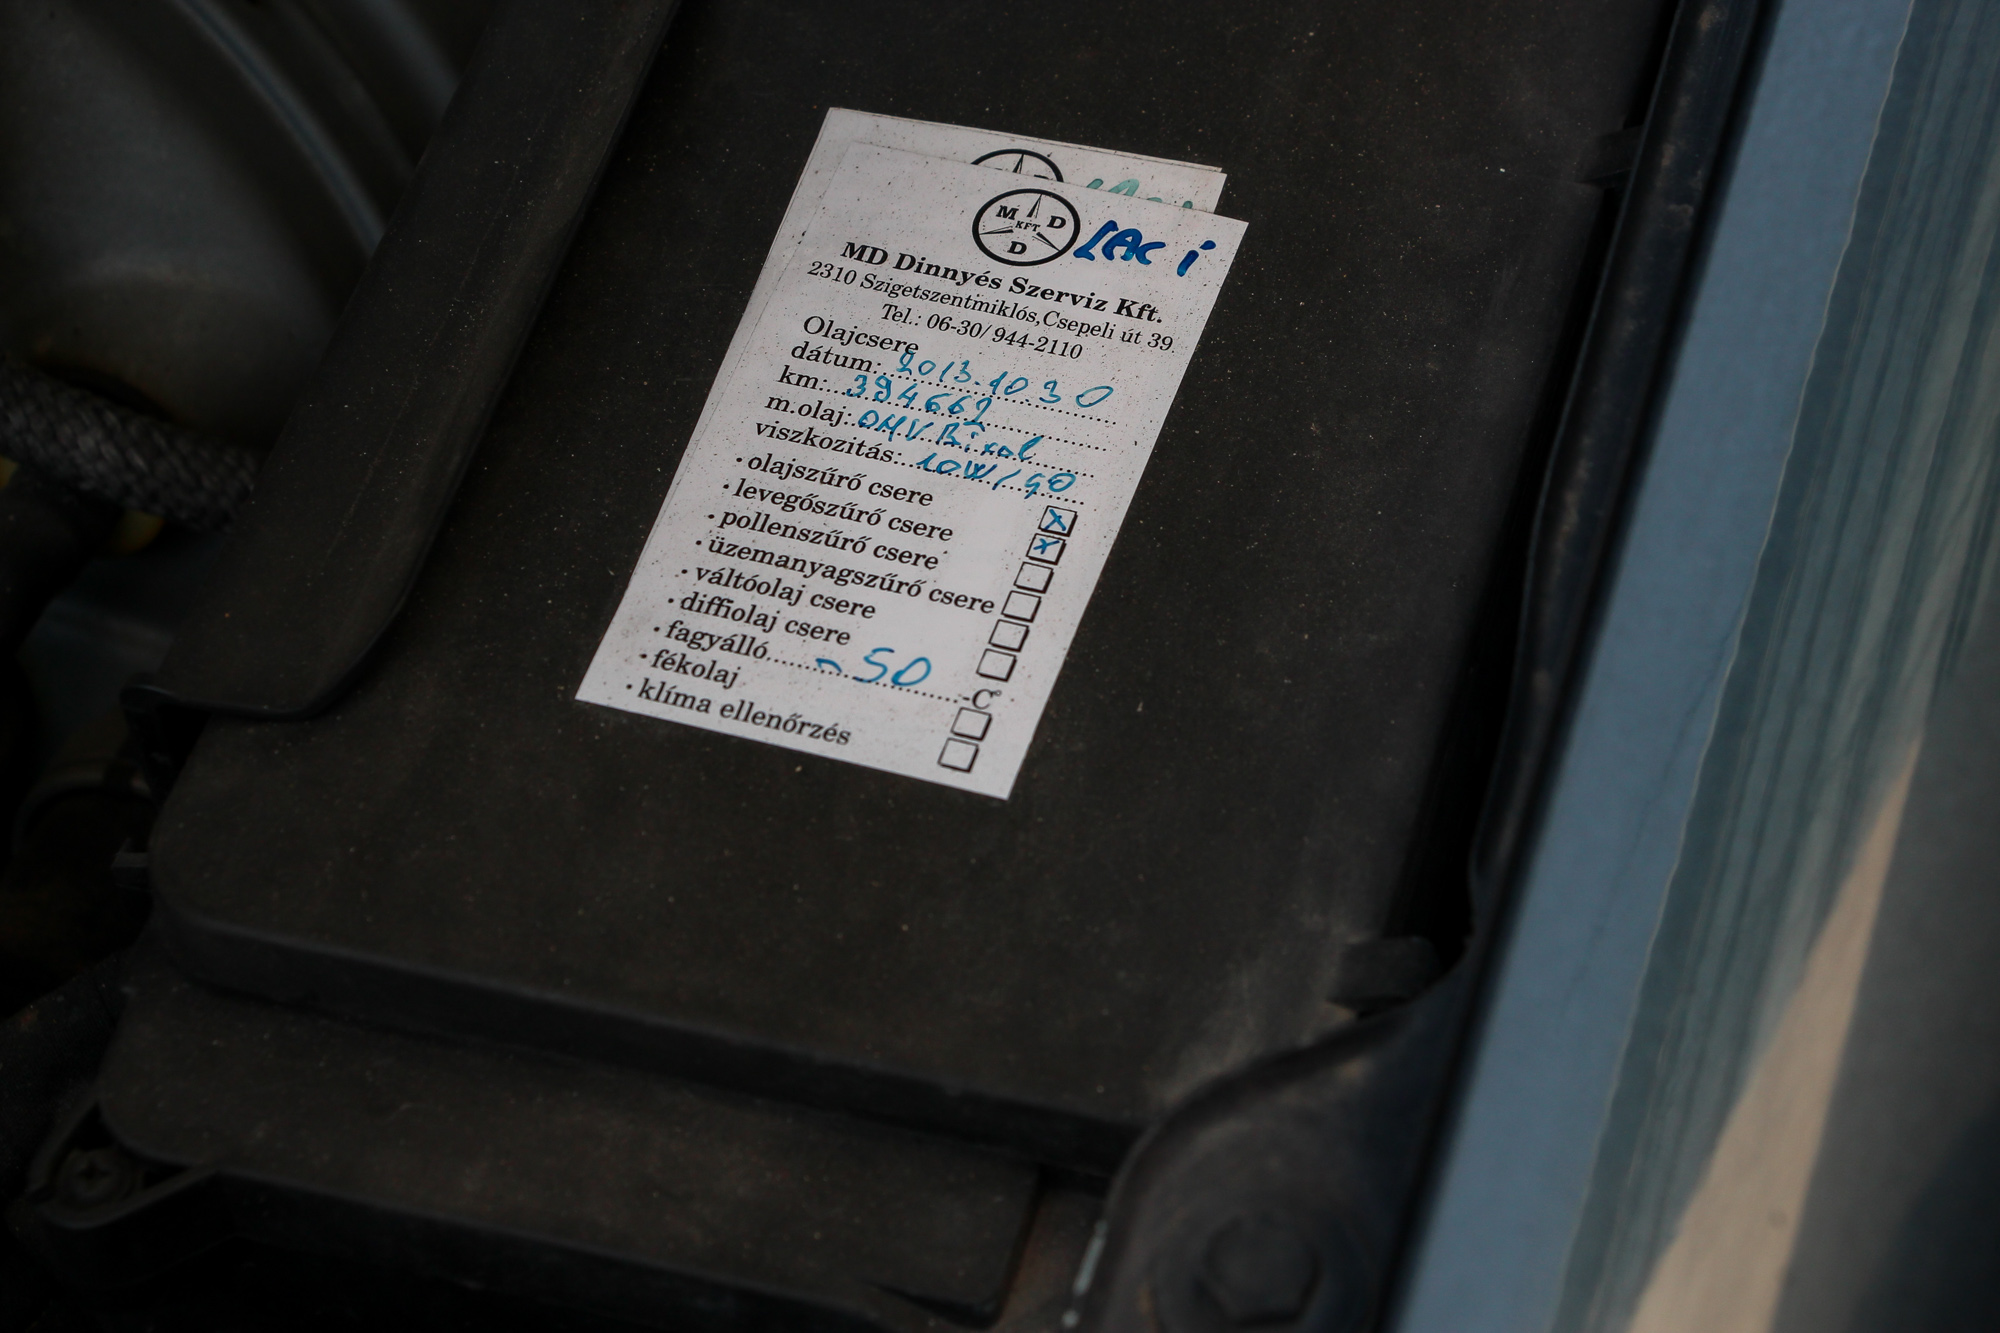 M D
KFT
D
LACI
MD Dinnyés Szerviz Kft.
2310 Szigetszentmiklós,Csepeli út 39.
Tel.: 06-30/ 944-2110
Olajcsere
dátum: 2013.10.30
km: 394662
m.olaj. OMV Bixol
viszkozitás: 10W/40
· olajszűrő csere X
· levegőszűrő csere X
· pollenszűrő csere
· üzemanyagszűrő csere
· váltóolaj csere
· diffiolaj csere
· fagyálló -50 -C°
· fékolaj
· klíma ellenőrzés